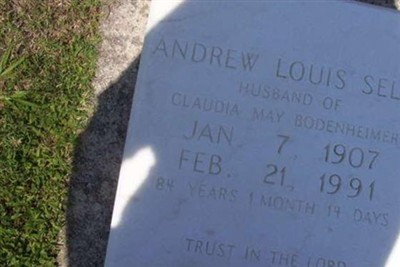 ANDREW LOUIS SEL
HUSBAND OF
CLAUDIA MAY BODENHEIMER
JAN. 7, 1907
FEB. 21, 1991
84 YEARS 1 MONTH 14 DAYS
TRUST IN THE LORD